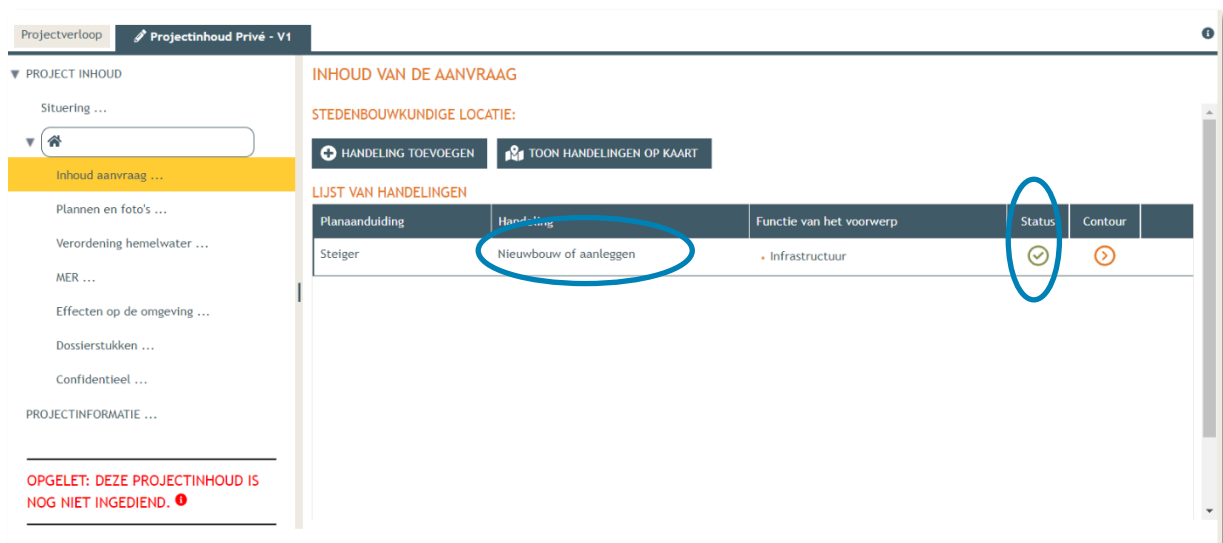 Projectverloop
Projectinhoud Privé - V1
PROJECT INHOUD
Situering ...
Inhoud aanvraag ...
Plannen en foto's ...
Verordening hemelwater ...
MER ...
Effecten op de omgeving ...
Dossierstukken ...
Confidentieel ...
PROJECTINFORMATIE ...
OPGELET: DEZE PROJECTINHOUD IS
NOG NIET INGEDIEND.
INHOUD VAN DE AANVRAAG
STEDENBOUWKUNDIGE LOCATIE:
HANDELING TOEVOEGEN
TOON HANDELINGEN OP KAART
LIJST VAN HANDELINGEN
Planaanduiding Handeling Functie van het voorwerp Status Contour
Steiger Nieuwbouw of aanleggen • Infrastructuur